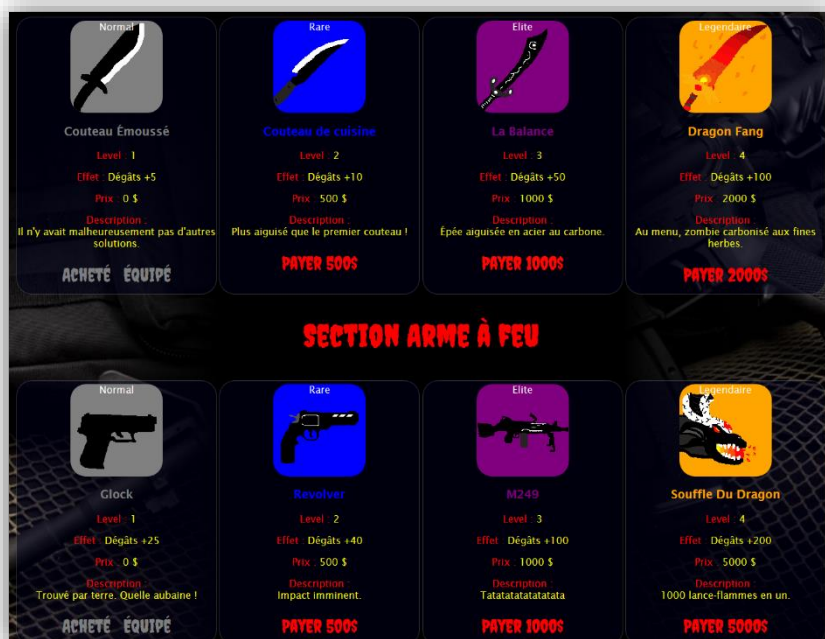 Normal
Couteau Émoussé
Level : 1
Effet : Dégâts +5
Prix : 0 $
Description :
Il n'y avait malheureusement pas d'autres
solutions.
ACHETÉ ÉQUIPÉ
Rare
Couteau de cuisine
Level : 2
Effet : Dégâts +10
Prix : 500 $
Description :
Plus aiguisé que le premier couteau !
PAYER 500$
Elite
La Balance
Level : 3
Effet : Dégâts +50
Prix : 1000 $
Description :
Épée aiguisée en acier au carbone.
PAYER 1000$
Legendaire
Dragon Fang
Level : 4
Effet : Dégâts +100
Prix : 2000 $
Description :
Au menu, zombie carbonisé aux fines
herbes.
PAYER 2000$
SECTION ARME À FEU
Normal
Glock
Level : 1
Effet : Dégâts +25
Prix : 0 $
Description :
Trouvé par terre. Quelle aubaine !
ACHETÉ ÉQUIPÉ
Rare
Revolver
Level : 2
Effet : Dégâts +40
Prix : 500 $
Description :
Impact imminent.
PAYER 500$
Elite
M249
Level : 3
Effet : Dégâts +100
Prix : 1000 $
Description :
Tatatatatatatatata
PAYER 1000$
Legendaire
Souffle Du Dragon
Level : 4
Effet : Dégâts +200
Prix : 5000 $
Description :
1000 lance-flammes en un.
PAYER 5000$